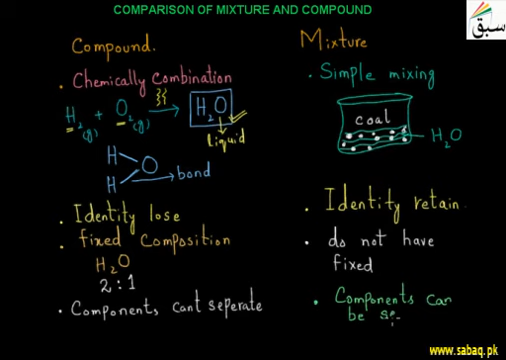 COMPARISON OF MIXTURE AND COMPOUND
سبق
Compound.
. Chemically Combination
H2 (g) + O2 (g) → H2O
Liquid
H O
H
bond
. Identity lose
. fixed Composition
H2O
2 : 1
. Components cant seperate
Mixture
. Simple mixing
coal
H2O
. Identity retain
. do not have
fixed
. Components can
be se
www.sabaq.pk